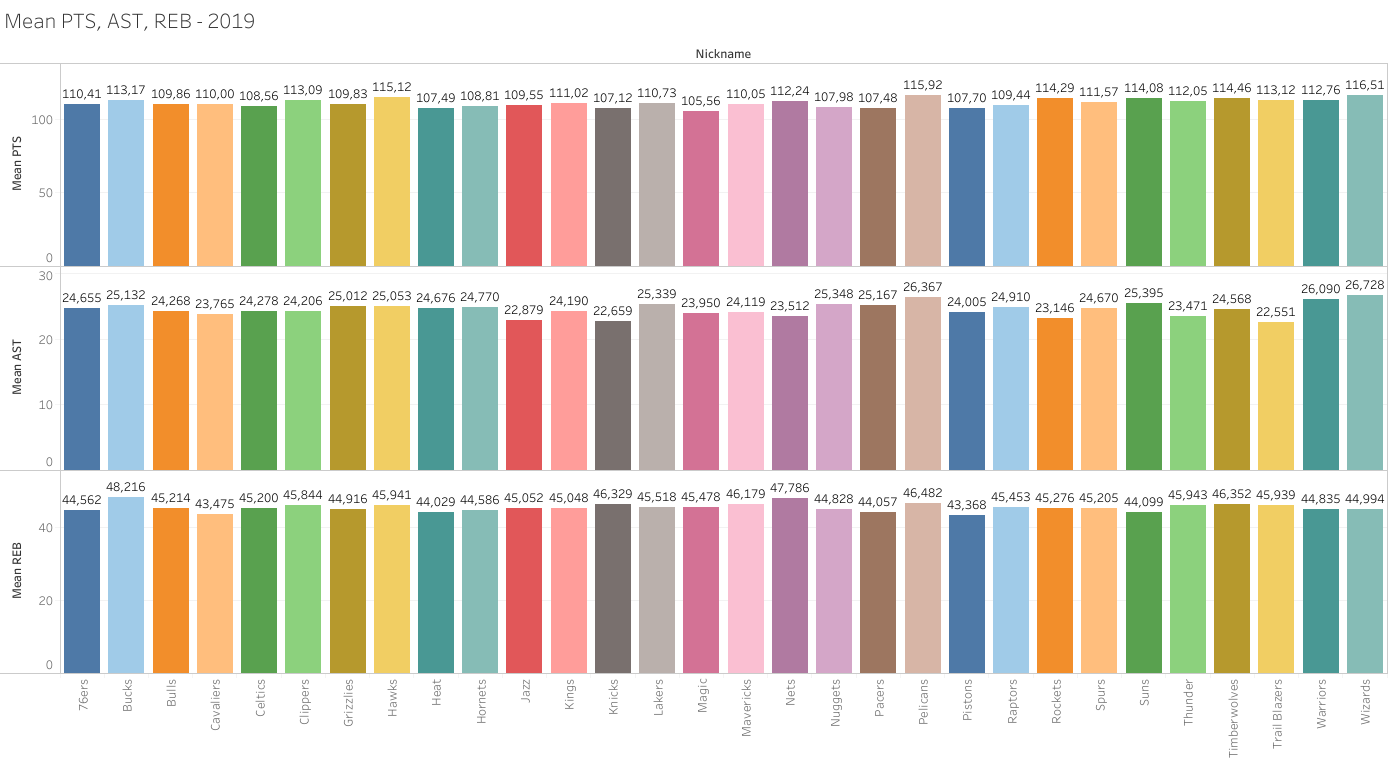 Mean PTS, AST, REB - 2019
Nickname
110,41 113,17 109,86 110,00 108,56 113,09 109,83 115,12 107,49 108,81 109,55 111,02 107,12 110,73 105,56 110,05 112,24 107,98 107,48 115,92 107,70 109,44 114,29 111,57 114,08 112,05 114,46 113,12 112,76 116,51
Mean PTS
100
50
0
30
24,655 25,132 24,268 23,765 24,278 24,206 25,012 25,053 24,676 24,770 22,879 24,190 22,659 25,339 23,950 24,119 23,512 25,348 25,167 26,367 24,005 24,910 23,146 24,670 25,395 23,471 24,568 22,551 26,090 26,728
Mean AST
20
10
0
44,562 48,216 45,214 43,475 45,200 45,844 44,916 45,941 44,029 44,586 45,052 45,048 46,329 45,518 45,478 46,179 47,786 44,828 44,057 46,482 43,368 45,453 45,276 45,205 44,099 45,943 46,352 45,939 44,835 44,994
Mean REB
40
20
0
76ers Bucks Bulls Cavaliers Celtics Clippers Grizzlies Hawks Heat Hornets Jazz Kings Knicks Lakers Magic Mavericks Nets Nuggets Pacers Pelicans Pistons Raptors Rockets Spurs Suns Thunder Timberwolves Trail Blazers Warriors Wizards